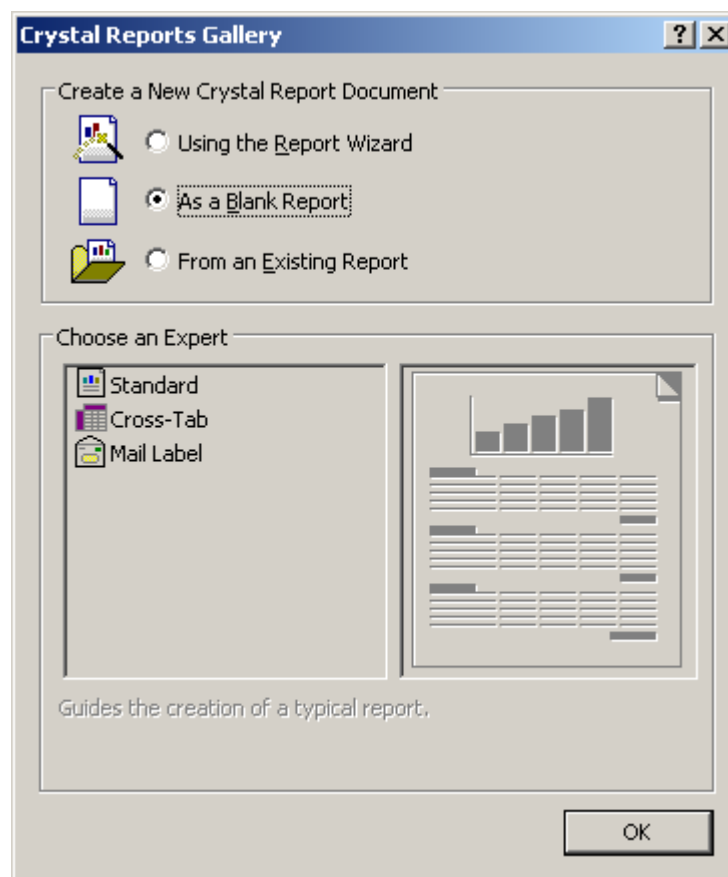 Crystal Reports Gallery
Create a New Crystal Report Document
Using the Report Wizard
As a Blank Report
From an Existing Report
Choose an Expert
Standard
Cross-Tab
Mail Label
Guides the creation of a typical report.
OK